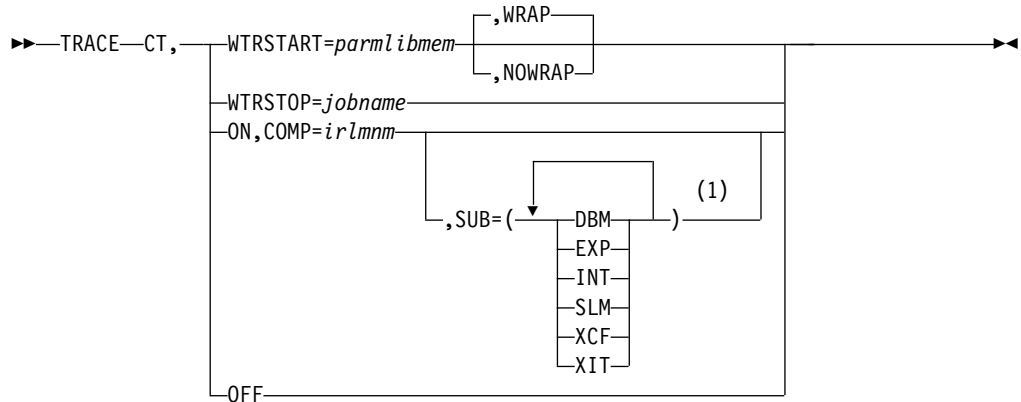 ,WRAP
TRACE CT, WTRSTART=parmlibmem
,NOWRAP
WTRSTOP=jobname
ON,COMP=irlmnm
(1)
,SUB=( DBM )
EXP
INT
SLM
XCF
XIT
OFF